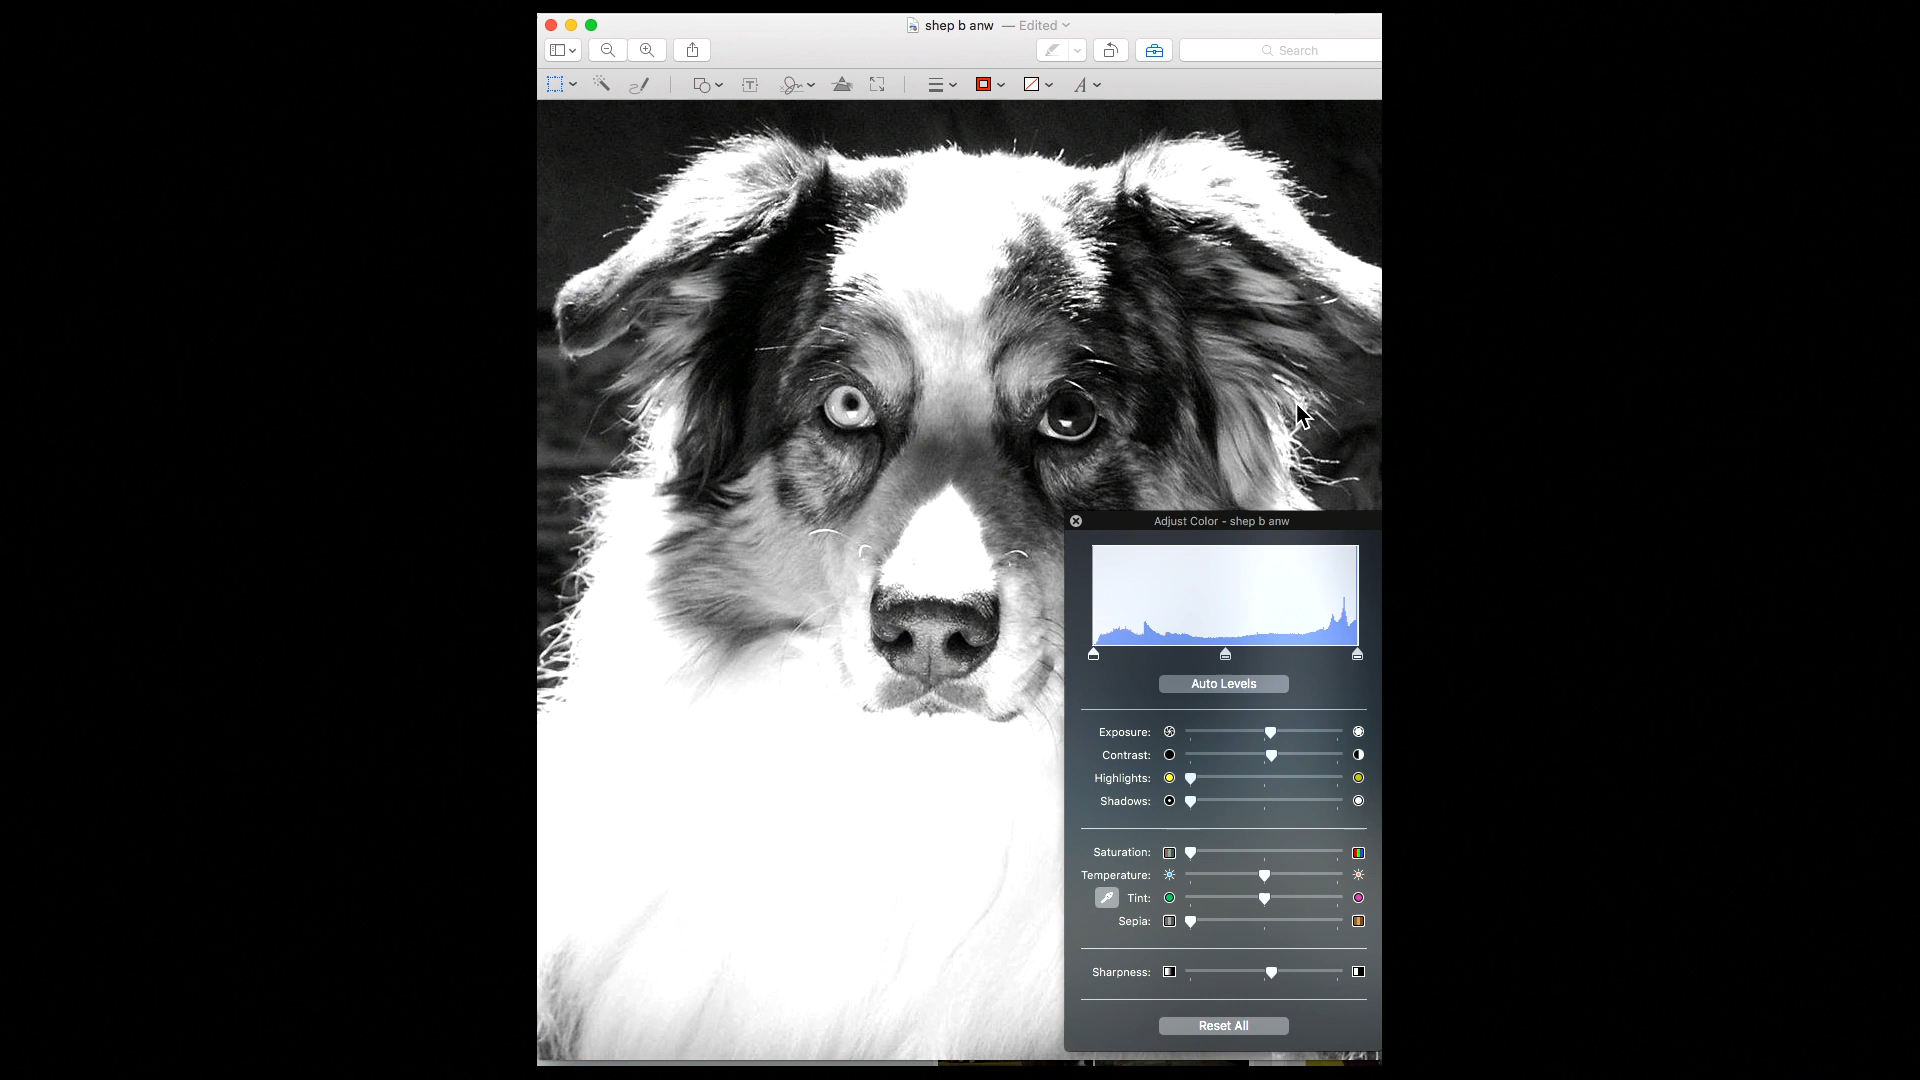 shep b anw — Edited
Search
T
A
Adjust Color - shep b anw
Auto Levels
Exposure:
Contrast:
Highlights:
Shadows:
Saturation:
Temperature:
Tint:
Sepia:
Sharpness:
Reset All